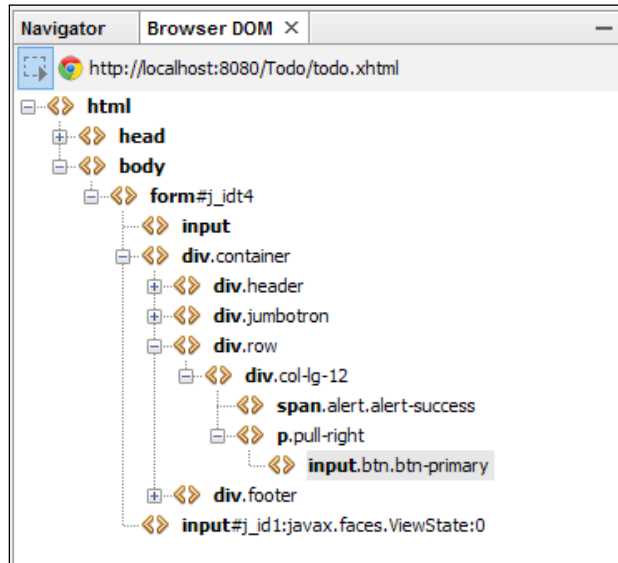 Navigator Browser DOM
http://localhost:8080/Todo/todo.xhtml
html
head
body
form#j_idt4
input
div.container
div.header
div.jumbotron
div.row
div.col-lg-12
span.alert.alert-success
p.pull-right
input.btn.btn-primary
div.footer
input#j_id1:javax.faces.ViewState:0